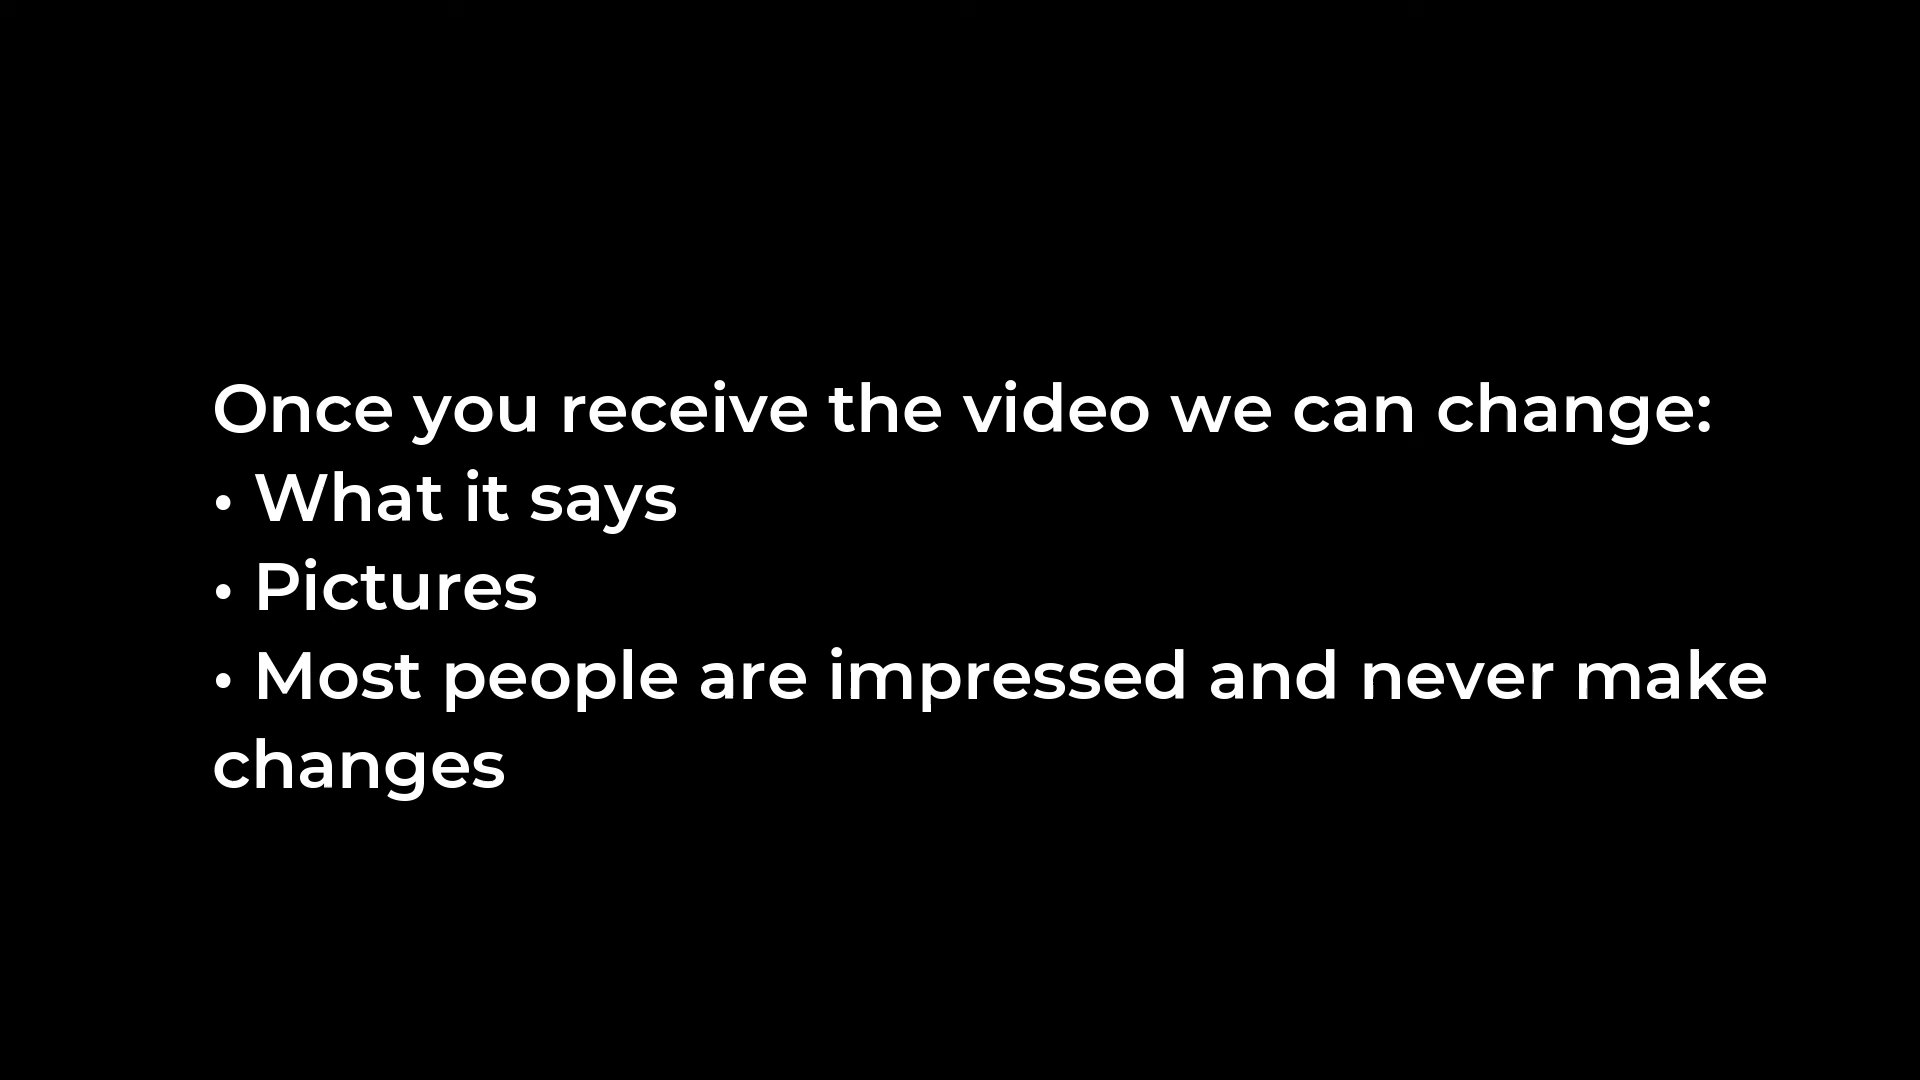 Once you receive the video we can change:
• What it says
• Pictures
• Most people are impressed and never make
changes